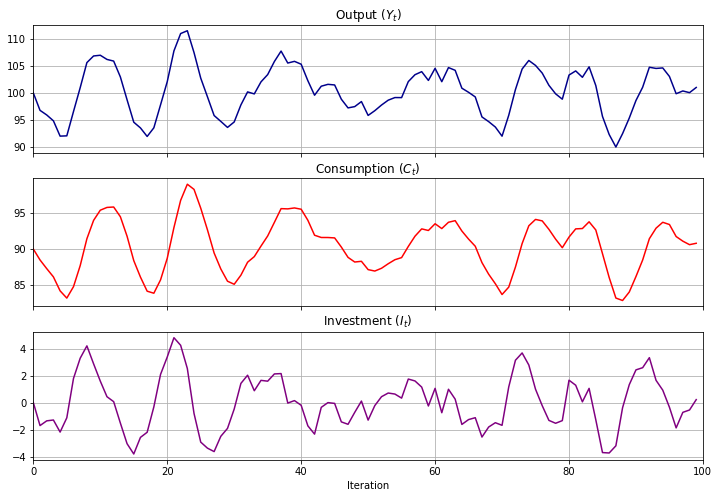 Output (Y_t)
110
105
100
95
90
Consumption (C_t)
95
90
85
Investment (I_t)
4
2
0
−2
−4
0 20 40 60 80 100
Iteration